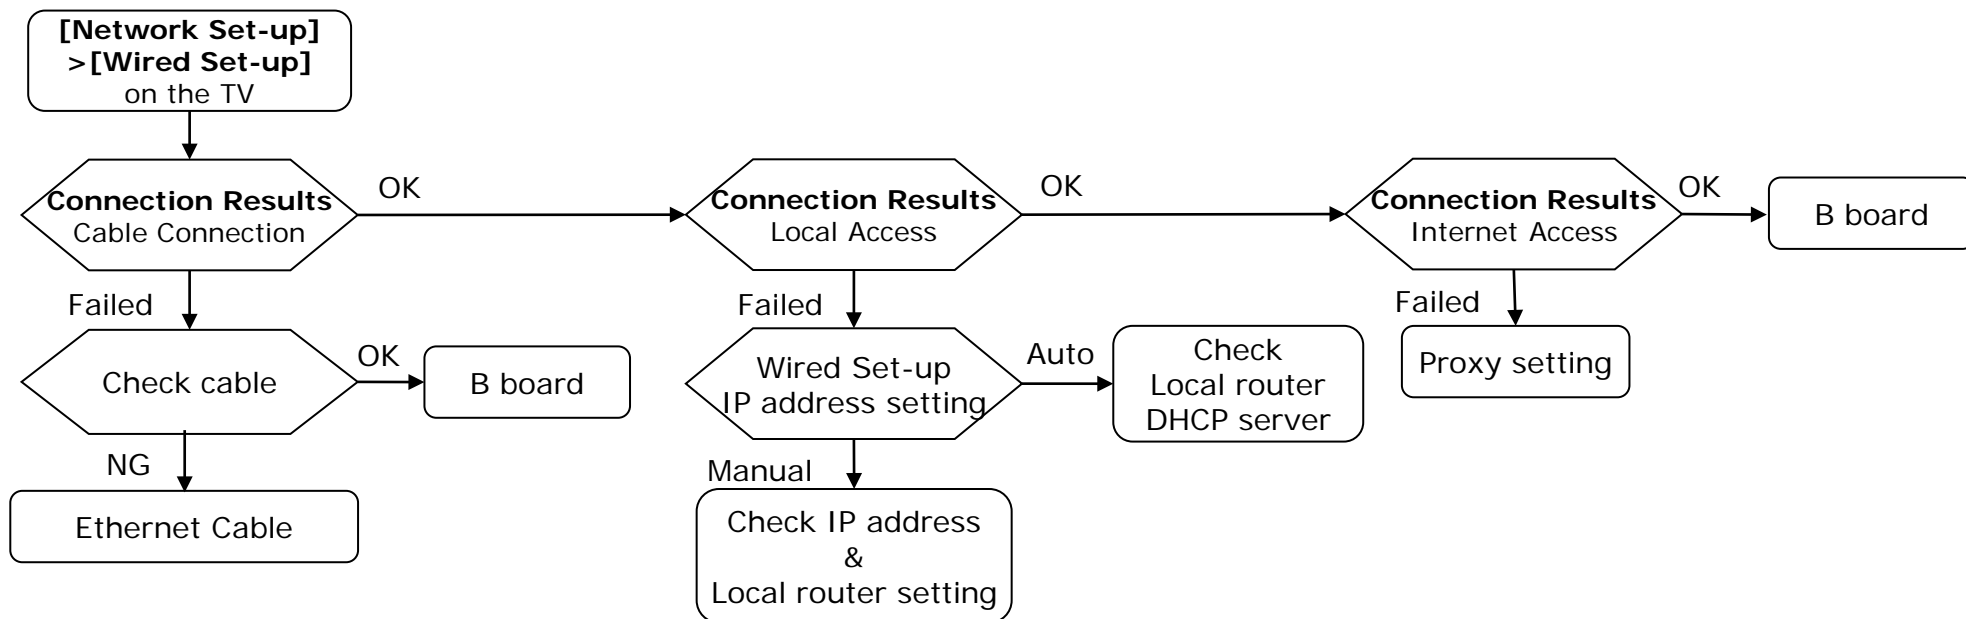 [Network Set-up]
>[Wired Set-up]
on the TV
Connection Results
Cable Connection
OK
Connection Results
Local Access
OK
Connection Results
Internet Access
OK
B board
Failed
Check cable
OK
B board
NG
Ethernet Cable
Failed
Wired Set-up
IP address setting
Auto
Check
Local router
DHCP server
Manual
Check IP address
&
Local router setting
Failed
Proxy setting